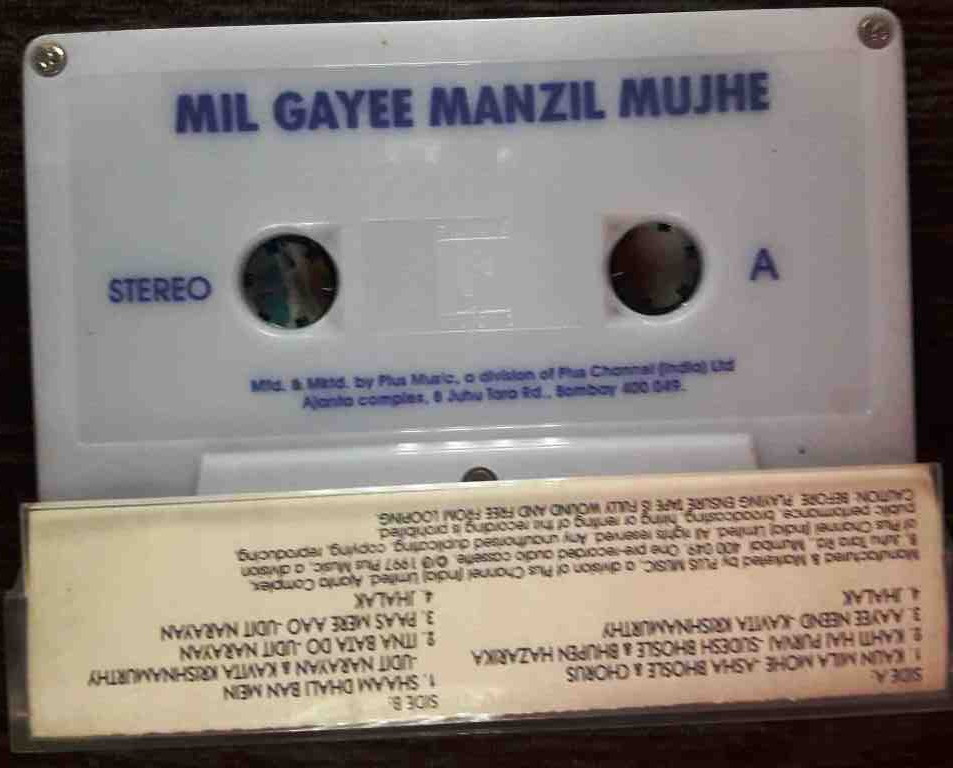 MIL GAYEE MANZIL MUJHE
STEREO
A
Mfd. & Mktd. by Plus Music, a division of Plus Channel (India) Ltd
Ajanta complex, 8 Juhu Tara Rd., Bombay 400 049.
SIDE A:
1. KAUN MILA MOHE -ASHA BHOSLE & CHORUS
2. KAHTI HAI PURVAI -SUDESH BHOSLE & BHUPEN HAZARIKA
3. AAYEE NEEND -KAVITA KRISHNAMURTHY
4. JHALAK
SIDE B:
1. SHAAM DHALI BAN MEIN
-UDIT NARAYAN & KAVITA KRISHNAMURTHY
2. ITNA BATA DO -UDIT NARAYAN
3. PAAS MERE AAO -UDIT NARAYAN
4. JHALAK
Manufactured & Marketed by PLUS MUSIC, a division of Plus Channel (India) Limited, Ajanta Complex,
8, Juhu Tara Rd., Mumbai 400 049. One pre-recorded audio cassette. ©℗ 1997 Plus Music, a division
of Plus Channel (India) Limited. All rights reserved. Any unauthorised duplicating, copying, reproducing,
public performance, broadcasting, hiring or renting of this recording is prohibited.
CAUTION: BEFORE PLAYING ENSURE TAPE IS FULLY WOUND AND FREE FROM LOOPING.